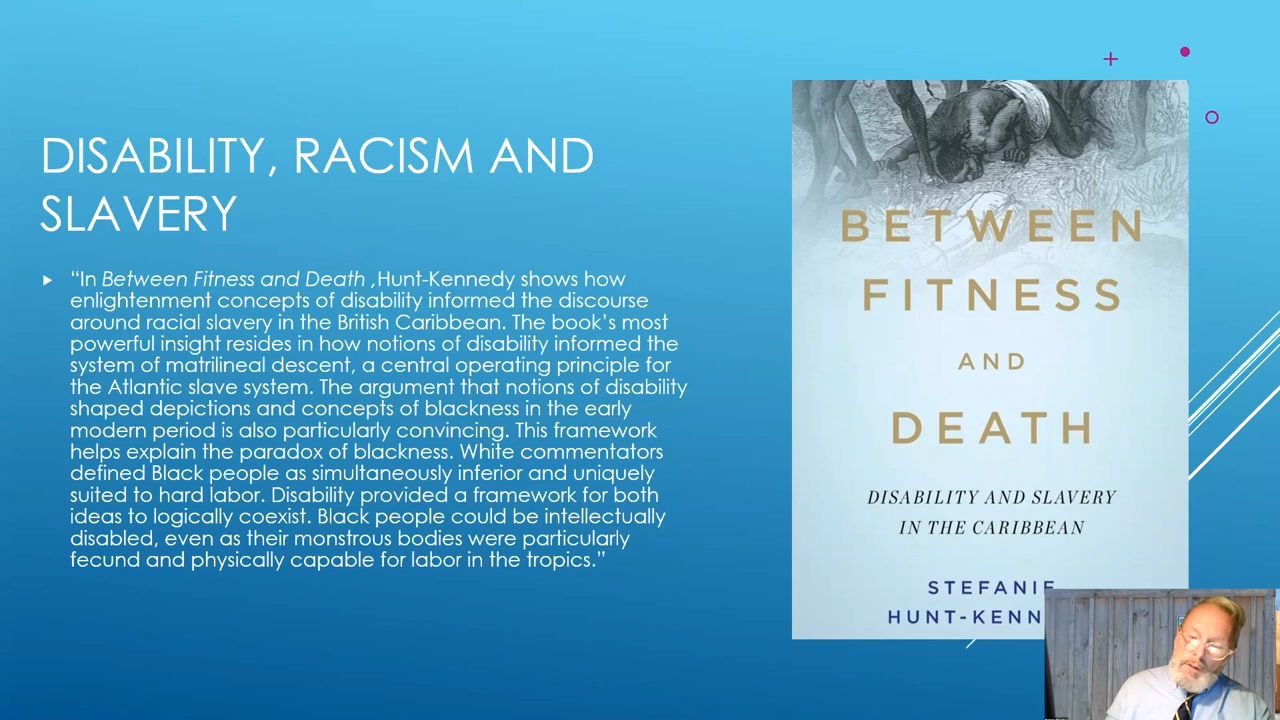 DISABILITY, RACISM AND
SLAVERY
“In Between Fitness and Death ,Hunt-Kennedy shows how
enlightenment concepts of disability informed the discourse
around racial slavery in the British Caribbean. The book’s most
powerful insight resides in how notions of disability informed the
system of matrilineal descent, a central operating principle for
the Atlantic slave system. The argument that notions of disability
shaped depictions and concepts of blackness in the early
modern period is also particularly convincing. This framework
helps explain the paradox of blackness. White commentators
defined Black people as simultaneously inferior and uniquely
suited to hard labor. Disability provided a framework for both
ideas to logically coexist. Black people could be intellectually
disabled, even as their monstrous bodies were particularly
fecund and physically capable for labor in the tropics.”
BETWEEN
FITNESS
AND
DEATH
DISABILITY AND SLAVERY
IN THE CARIBBEAN
STEFANIE
HUNT-KENN